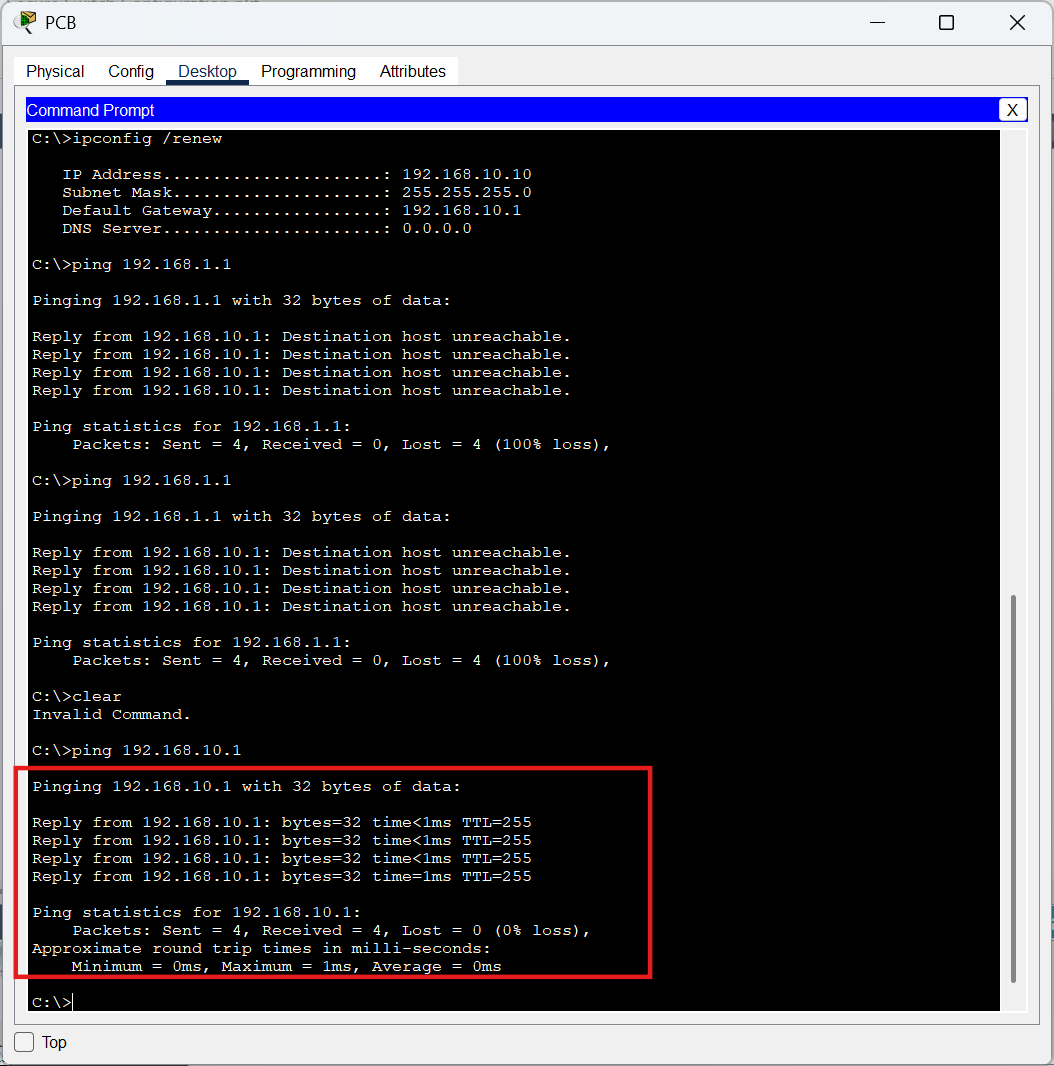 PCB
Physical Config Desktop Programming Attributes
Command Prompt X
C:\>ipconfig /renew
IP Address......................: 192.168.10.10
Subnet Mask.....................: 255.255.255.0
Default Gateway.................: 192.168.10.1
DNS Server......................: 0.0.0.0
C:\>ping 192.168.1.1
Pinging 192.168.1.1 with 32 bytes of data:
Reply from 192.168.10.1: Destination host unreachable.
Reply from 192.168.10.1: Destination host unreachable.
Reply from 192.168.10.1: Destination host unreachable.
Reply from 192.168.10.1: Destination host unreachable.
Ping statistics for 192.168.1.1:
Packets: Sent = 4, Received = 0, Lost = 4 (100% loss),
C:\>ping 192.168.1.1
Pinging 192.168.1.1 with 32 bytes of data:
Reply from 192.168.10.1: Destination host unreachable.
Reply from 192.168.10.1: Destination host unreachable.
Reply from 192.168.10.1: Destination host unreachable.
Reply from 192.168.10.1: Destination host unreachable.
Ping statistics for 192.168.1.1:
Packets: Sent = 4, Received = 0, Lost = 4 (100% loss),
C:\>clear
Invalid Command.
C:\>ping 192.168.10.1
Pinging 192.168.10.1 with 32 bytes of data:
Reply from 192.168.10.1: bytes=32 time<1ms TTL=255
Reply from 192.168.10.1: bytes=32 time<1ms TTL=255
Reply from 192.168.10.1: bytes=32 time<1ms TTL=255
Reply from 192.168.10.1: bytes=32 time=1ms TTL=255
Ping statistics for 192.168.10.1:
Packets: Sent = 4, Received = 4, Lost = 0 (0% loss),
Approximate round trip times in milli-seconds:
Minimum = 0ms, Maximum = 1ms, Average = 0ms
C:\>
Top